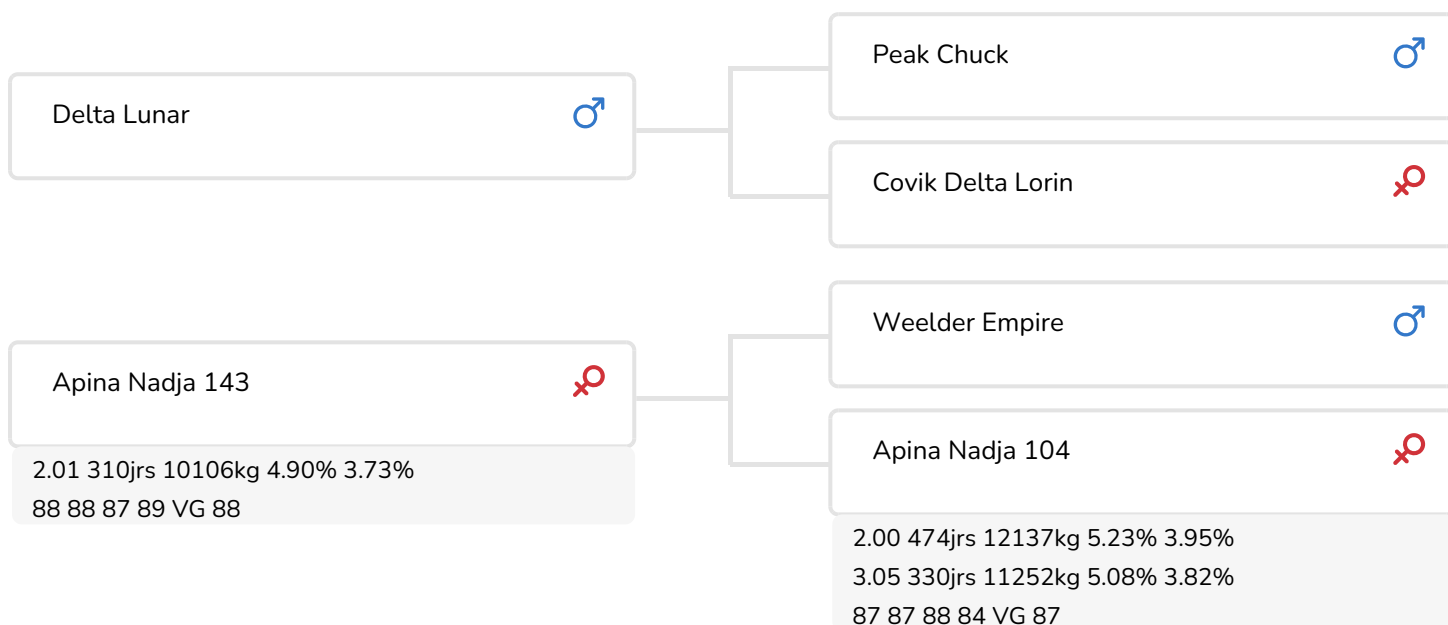 Peak Chuck
Delta Lunar
Covik Delta Lorin
Weelder Empire
Apina Nadja 143
2.01 310jrs 10106kg 4.90% 3.73%
88 88 87 89 VG 88
Apina Nadja 104
2.00 474jrs 12137kg 5.23% 3.95%
3.05 330jrs 11252kg 5.08% 3.82%
87 87 88 84 VG 87